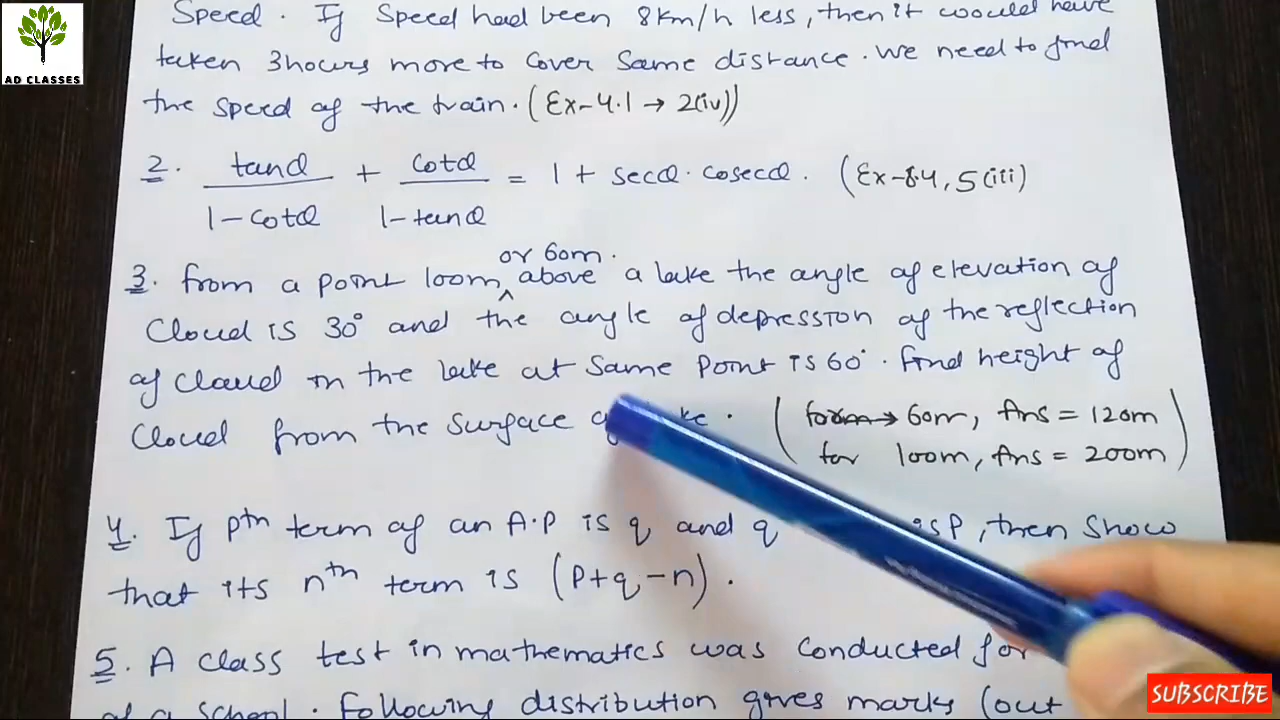 AD CLASSES
Speed. If Speed had been 8km/h less, then it would have
taken 3hours more to Cover Same distance. We need to find
the speed of the train. (Ex-4.1 → 2(iv))
2. tanθ/1-cotθ + cotθ/1-tanθ = 1 + secθ. cosecθ. (Ex-8.4, 5(iii)
or 60m.
3. from a point 100m ^ above a lake the angle of elevation of
Cloud is 30° and the angle of depression of the reflection
of cloud in the lake at Same Point is 60°. Find height of
Cloud from the Surface
→ 60m, Ans = 120m
for 100m, Ans = 200m
4. If pth term of an A.P is q and q is P, then Show
that its nth term is (P+q-n).
5. A class test in mathematics was conducted for
of a School. Following distribution gives marks (out
SUBSCRIBE